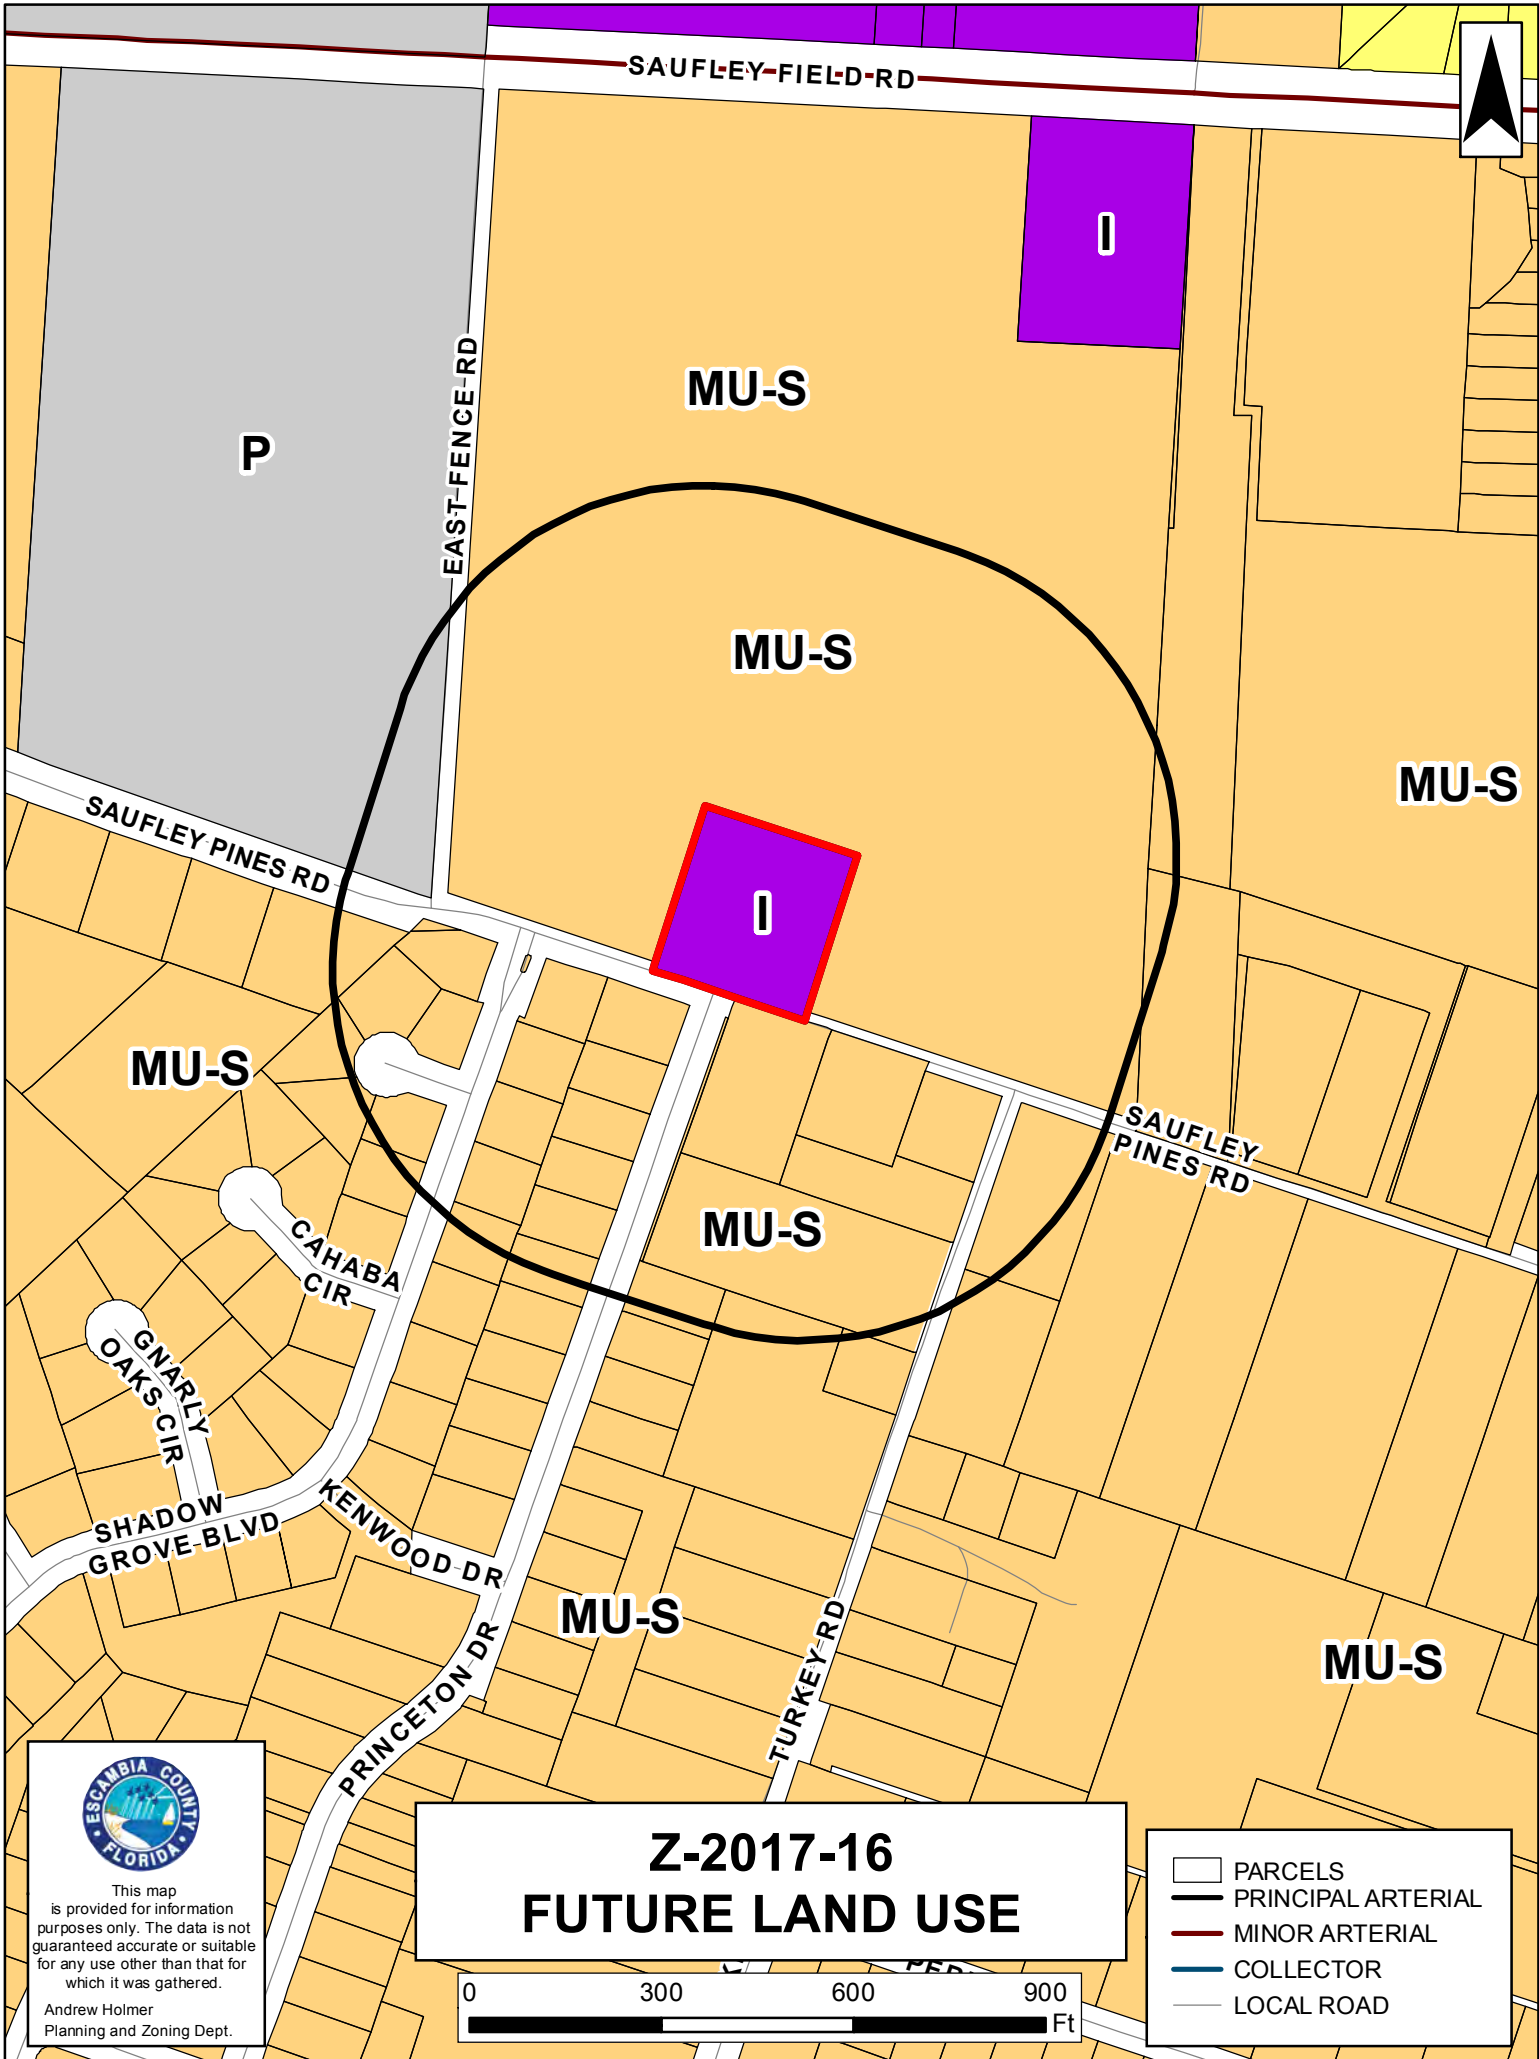 SAUFLEY FIELD RD
I
MU-S
EAST FENCE RD
P
MU-S
MU-S
SAUFLEY PINES RD
I
MU-S
SAUFLEY
PINES RD
MU-S
CAHABA
CIR
GNARLY
OAKS CIR
SHADOW
GROVE BLVD
KENWOOD DR
MU-S
MU-S
PRINCETON DR
TURKEY RD
ESCAMBIA COUNTY
FLORIDA
This map
is provided for information
purposes only. The data is not
guaranteed accurate or suitable
for any use other than that for
which it was gathered.
Andrew Holmer
Planning and Zoning Dept.
Z-2017-16
FUTURE LAND USE
0 300 600 900
Ft
PARCELS
PRINCIPAL ARTERIAL
MINOR ARTERIAL
COLLECTOR
LOCAL ROAD